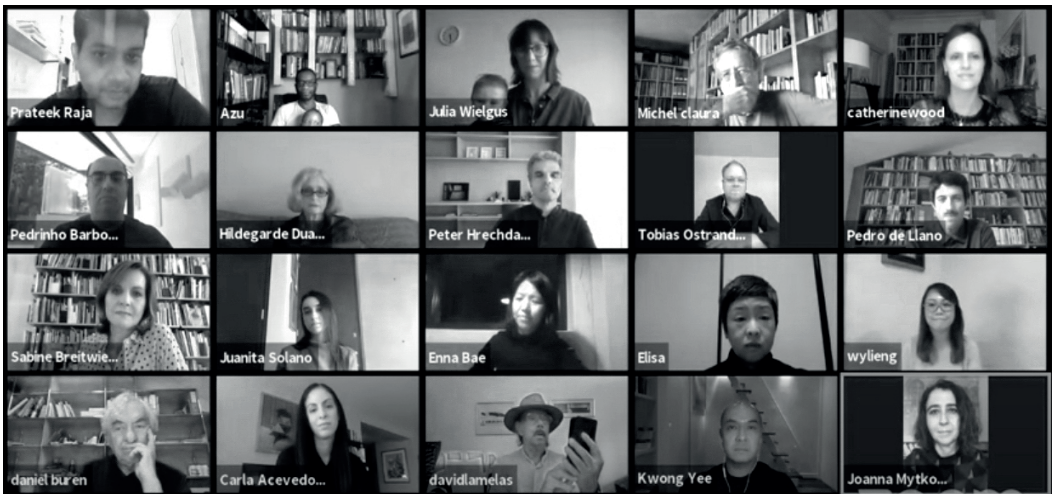 Prateek Raja
Azu
Julia Wielgus
Michel claura
catherinewood
Pedrinho Barbo...
Hildegarde Dua...
Peter Hrechda...
Tobias Ostrand...
Pedro de Llano
Sabine Breitwie...
Juanita Solano
Enna Bae
Elisa
wylieng
daniel buren
Carla Acevedo...
davidlamelas
Kwong Yee
Joanna Mytko...